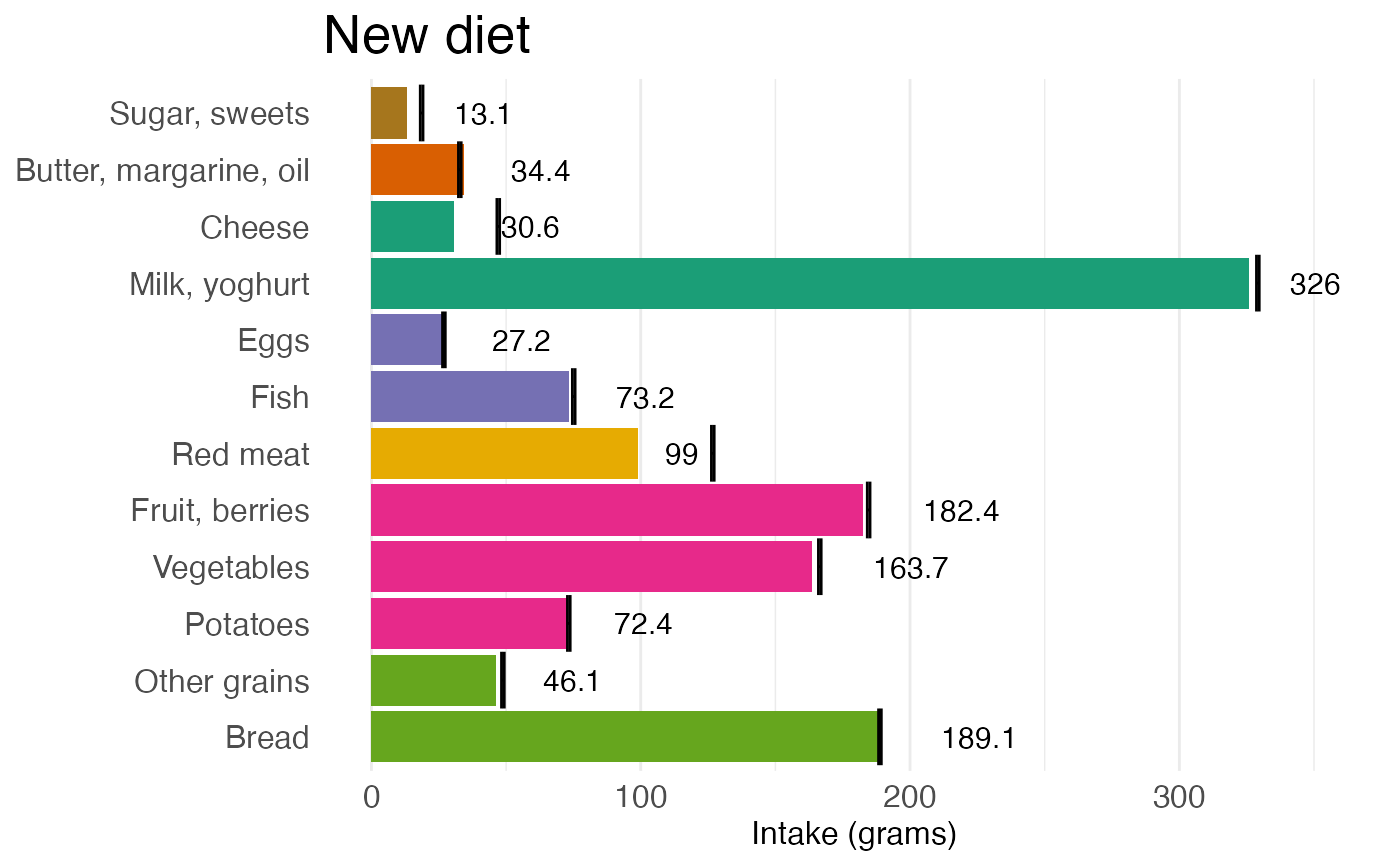 New diet
Sugar, sweets 13.1
Butter, margarine, oil 34.4
Cheese 30.6
Milk, yoghurt 326
Eggs 27.2
Fish 73.2
Red meat 99
Fruit, berries 182.4
Vegetables 163.7
Potatoes 72.4
Other grains 46.1
Bread 189.1
0 100 200 300
Intake (grams)